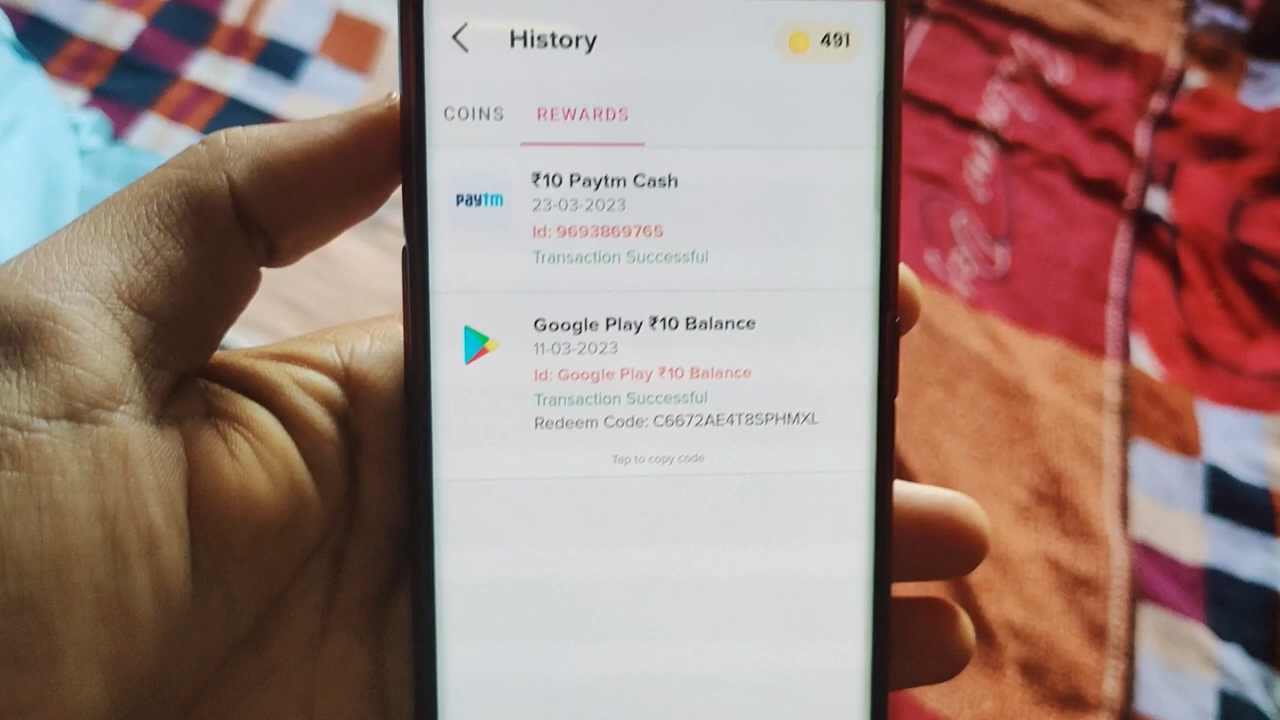 History
491
COINS REWARDS
paytm
₹10 Paytm Cash
23-03-2023
Id: 9693869765
Transaction Successful
Google Play ₹10 Balance
11-03-2023
Id: Google Play ₹10 Balance
Transaction Successful
Redeem Code: C6672AE4T8SPHMXL
Tap to copy code